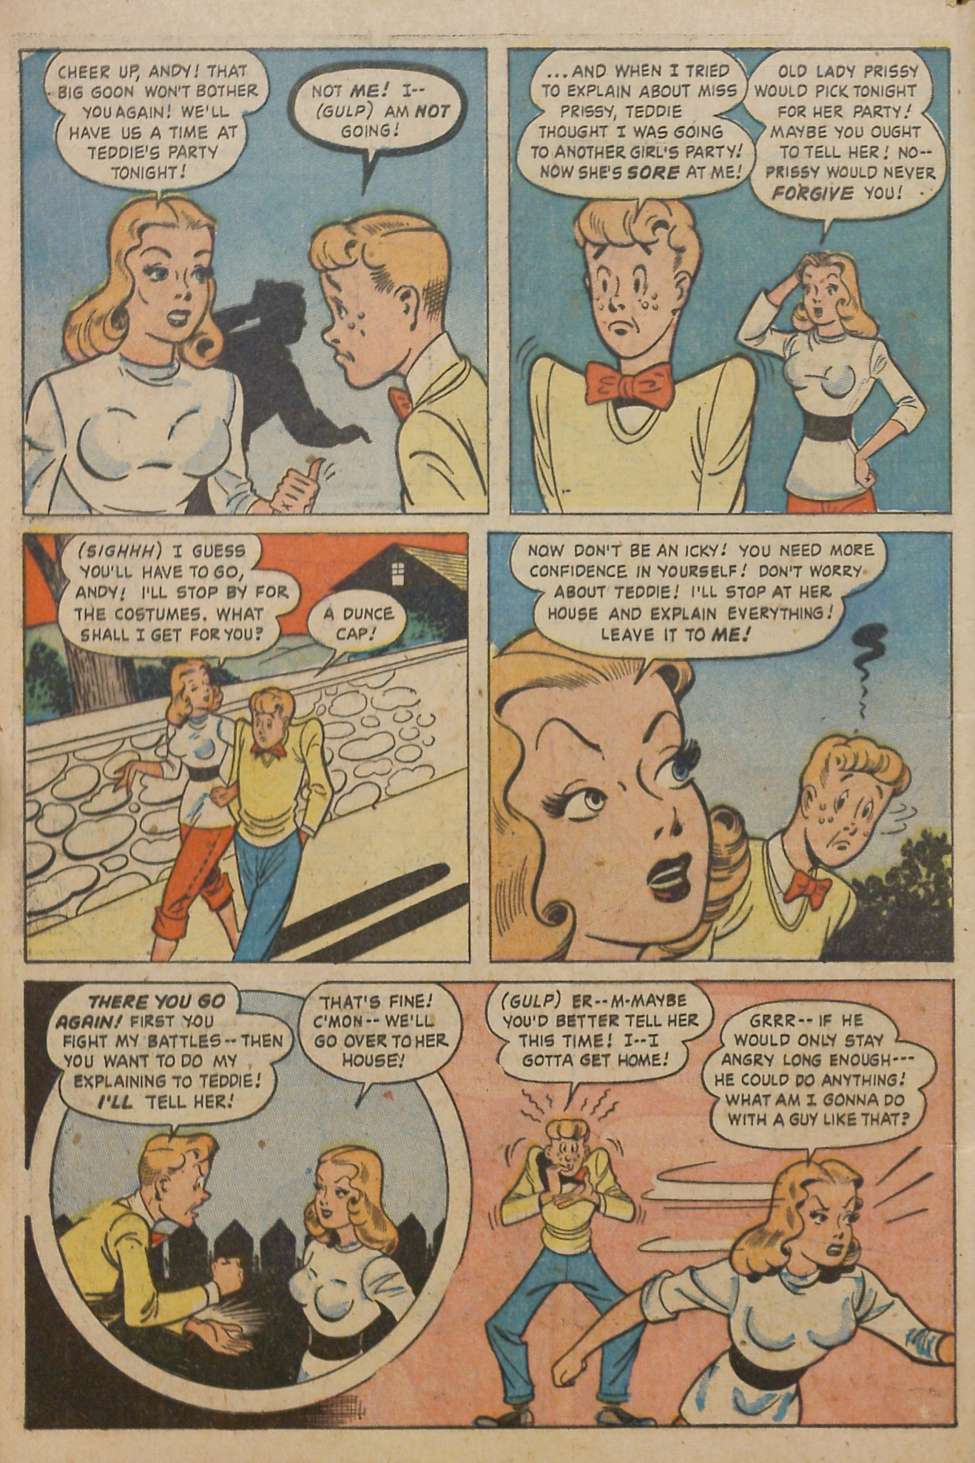 CHEER UP, ANDY! THAT
BIG GOON WON'T BOTHER
YOU AGAIN! WE'LL
HAVE US A TIME AT
TEDDIE'S PARTY
TONIGHT!
NOT ME! I--
(GULP) AM NOT
GOING!
...AND WHEN I TRIED
TO EXPLAIN ABOUT MISS
PRISSY, TEDDIE
THOUGHT I WAS GOING
TO ANOTHER GIRL'S PARTY!
NOW SHE'S SORE AT ME!
OLD LADY PRISSY
WOULD PICK TONIGHT
FOR HER PARTY!
MAYBE YOU OUGHT
TO TELL HER! NO--
PRISSY WOULD NEVER
FORGIVE YOU!
(SIGHHH) I GUESS
YOU'LL HAVE TO GO,
ANDY! I'LL STOP BY FOR
THE COSTUMES. WHAT
SHALL I GET FOR YOU?
A DUNCE
CAP!
NOW DON'T BE AN ICKY! YOU NEED MORE
CONFIDENCE IN YOURSELF! DON'T WORRY
ABOUT TEDDIE! I'LL STOP AT HER
HOUSE AND EXPLAIN EVERYTHING!
LEAVE IT TO ME!
THERE YOU GO
AGAIN! FIRST YOU
FIGHT MY BATTLES--THEN
YOU WANT TO DO MY
EXPLAINING TO TEDDIE!
I'LL TELL HER!
THAT'S FINE!
C'MON--WE'LL
GO OVER TO HER
HOUSE!
(GULP) ER--M-MAYBE
YOU'D BETTER TELL HER
THIS TIME! I--I
GOTTA GET HOME!
GRRR--IF HE
WOULD ONLY STAY
ANGRY LONG ENOUGH---
HE COULD DO ANYTHING!
WHAT AM I GONNA DO
WITH A GUY LIKE THAT?